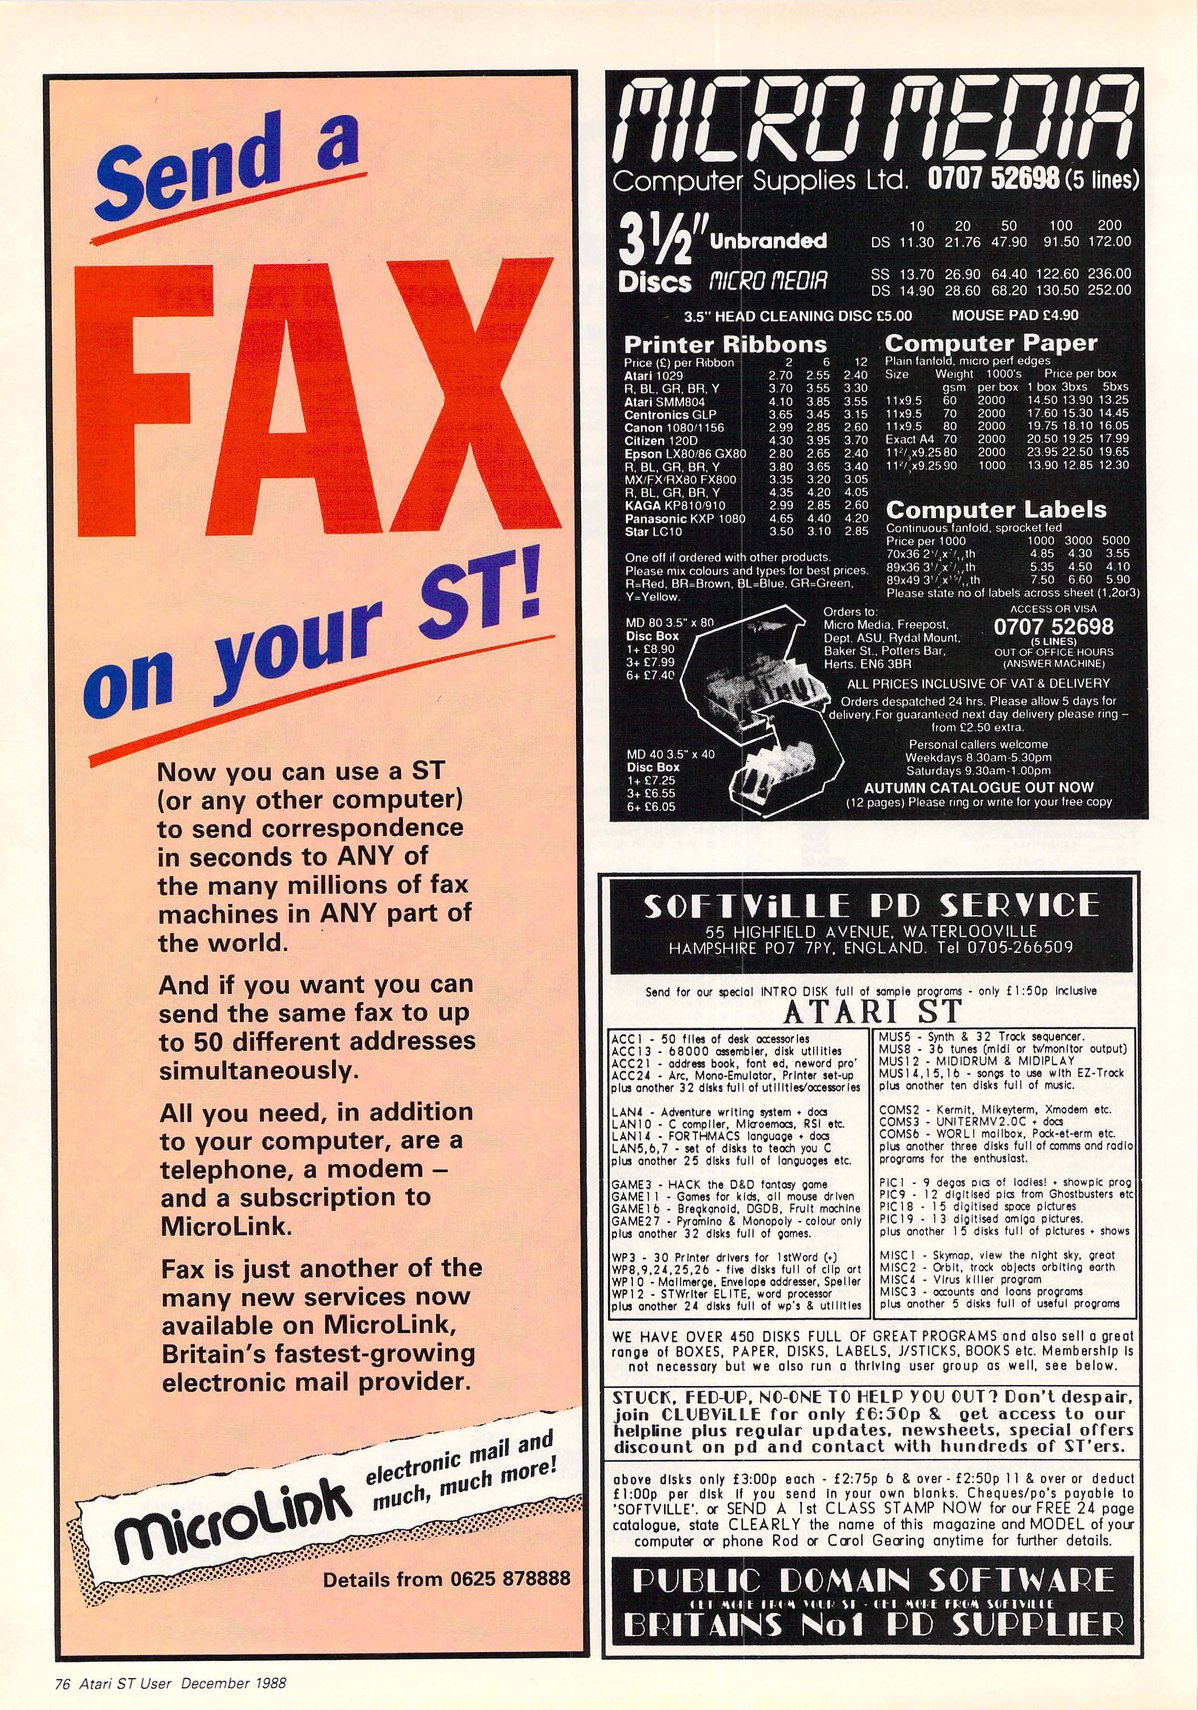 Send a
FAX
on your ST!
Now you can use a ST
(or any other computer)
to send correspondence
in seconds to ANY of
the many millions of fax
machines in ANY part of
the world.
And if you want you can
send the same fax to up
to 50 different addresses
simultaneously.
All you need, in addition
to your computer, are a
telephone, a modem –
and a subscription to
MicroLink.
Fax is just another of the
many new services now
available on MicroLink,
Britain's fastest-growing
electronic mail provider.
MicroLink
electronic mail and
much, much more!
Details from 0625 878888
MICRO MEDIA
Computer Supplies Ltd. 0707 52698 (5 lines)
3½" Unbranded
Discs MICRO MEDIA
10 20 50 100 200
DS 11.30 21.76 47.90 91.50 172.00
SS 13.70 26.90 64.40 122.60 236.00
DS 14.90 28.60 68.20 130.50 252.00
3.5" HEAD CLEANING DISC £5.00 MOUSE PAD £4.90
Printer Ribbons
Price (£) per Ribbon 2 6 12
Atari 1029 2.70 2.55 2.40
R, BL, GR, BR, Y 3.70 3.55 3.30
Atari SMM804 4.10 3.85 3.55
Centronics GLP 3.65 3.45 3.15
Canon 1080/1156 2.99 2.85 2.60
Citizen 120D 4.30 3.95 3.70
Epson LX80/86 GX80 2.80 2.65 2.40
R, BL, GR, BR, Y 3.80 3.65 3.40
MX/FX/RX80 FX800 3.35 3.20 3.05
R, BL, GR, BR, Y 4.35 4.20 4.05
KAGA KP810/910 2.99 2.85 2.60
Panasonic KXP 1080 4.65 4.40 4.20
Star LC10 3.50 3.10 2.85
One off if ordered with other products.
Please mix colours and types for best prices.
R=Red, BR=Brown, BL=Blue, GR=Green,
Y=Yellow.
Computer Paper
Plain fanfold, micro perf edges
Size Weight 1000's Price per box
gsm per box 1 box 3bxs 5bxs
11x9.5 60 2000 14.50 13.90 13.25
11x9.5 70 2000 17.60 15.30 14.45
11x9.5 80 2000 19.75 18.10 16.05
Exact A4 70 2000 20.50 19.25 17.99
11²/₃x9.25 80 2000 23.95 22.50 19.65
11²/₃x9.25 90 1000 13.90 12.85 12.30
Computer Labels
Continuous fanfold, sprocket fed
Price per 1000 1000 3000 5000
70x36 4.85 4.30 3.55
89x36 5.35 4.50 4.10
89x49 7.50 6.60 5.90
Please state no of labels across sheet (1,2or3)
MD 80 3.5" x 80
Disc Box
1+ £8.90
3+ £7.99
6+ £7.40
Orders to:
Micro Media, Freepost,
Dept. ASU, Rydal Mount,
Baker St., Potters Bar,
Herts. EN6 3BR
ACCESS OR VISA
0707 52698
(5 LINES)
OUT OF OFFICE HOURS
(ANSWER MACHINE)
ALL PRICES INCLUSIVE OF VAT & DELIVERY
Orders despatched 24 hrs. Please allow 5 days for
delivery. For guaranteed next day delivery please ring –
from £2.50 extra.
Personal callers welcome
Weekdays 8.30am-5.30pm
Saturdays 9.30am-1.00pm
AUTUMN CATALOGUE OUT NOW
(12 pages) Please ring or write for your free copy
MD 40 3.5" x 40
Disc Box
1+ £7.25
3+ £6.55
6+ £6.05
SOFTViLLE PD SERVICE
55 HIGHFIELD AVENUE, WATERLOOVILLE
HAMPSHIRE PO7 7PY, ENGLAND. Tel 0705-266509
Send for our special INTRO DISK full of sample programs - only £1:50p inclusive
ATARI ST
ACC1 - 50 files of desk accessories
ACC13 - 68000 assembler, disk utilities
ACC21 - address book, font ed, neword pro'
ACC24 - Arc, Mono-Emulator, Printer set-up
plus another 32 disks full of utilities/accessories
LAN4 - Adventure writing system + docs
LAN10 - C compiler, Microemacs, RSI etc.
LAN14 - FORTHMACS language + docs
LAN5,6,7 - set of disks to teach you C
plus another 25 disks full of languages etc.
GAME3 - HACK the D&D fantasy game
GAME11 - Games for kids, all mouse driven
GAME16 - Breakanoid, DGDB, Fruit machine
GAME27 - Pyramino & Monopoly - colour only
plus another 32 disks full of games.
WP3 - 30 Printer drivers for 1stWord (+)
WP8,9,24,25,26 - five disks full of clip art
WP10 - Mailmerge, Envelope addresser, Speller
WP12 - STWriter ELITE, word processor
plus another 24 disks full of wp's & utilities
MUS5 - Synth & 32 Track sequencer.
MUS8 - 36 tunes (midi or tv/monitor output)
MUS12 - MIDIDRUM & MIDIPLAY
MUS14,15,16 - songs to use with EZ-Track
plus another ten disks full of music.
COMS2 - Kermit, Mikeyterm, Xmodem etc.
COMS3 - UNITERMV2.0C + docs
COMS6 - WORLI mailbox, Pack-et-erm etc.
plus another three disks full of comms and radio
programs for the enthusiast.
PIC1 - 9 degas pics of ladies! + showpic prog
PIC9 - 12 digitised pics from Ghostbusters etc
PIC18 - 15 digitised space pictures
PIC19 - 13 digitised amiga pictures.
plus another 15 disks full of pictures + shows
MISC1 - Skymap, view the night sky, great
MISC2 - Orbit, track objects orbiting earth
MISC4 - Virus killer program
MISC3 - accounts and loans programs
plus another 5 disks full of useful programs
WE HAVE OVER 450 DISKS FULL OF GREAT PROGRAMS and also sell a great
range of BOXES, PAPER, DISKS, LABELS, J/STICKS, BOOKS etc. Membership is
not necessary but we also run a thriving user group as well, see below.
STUCK, FED-UP, NO-ONE TO HELP YOU OUT? Don't despair,
join CLUBViLLE for only £6:50p & get access to our
helpline plus regular updates, newsheets, special offers
discount on pd and contact with hundreds of ST'ers.
above disks only £3:00p each - £2:75p 6 & over - £2:50p 11 & over or deduct
£1:00p per disk if you send in your own blanks. Cheques/po's payable to
'SOFTVILLE'. or SEND A 1st CLASS STAMP NOW for our FREE 24 page
catalogue, state CLEARLY the name of this magazine and MODEL of your
computer or phone Rod or Carol Gearing anytime for further details.
PUBLIC DOMAIN SOFTWARE
GET MORE FROM YOUR ST - GET MORE FROM SOFTVILLE
BRITAINS No1 PD SUPPLIER
76 Atari ST User December 1988